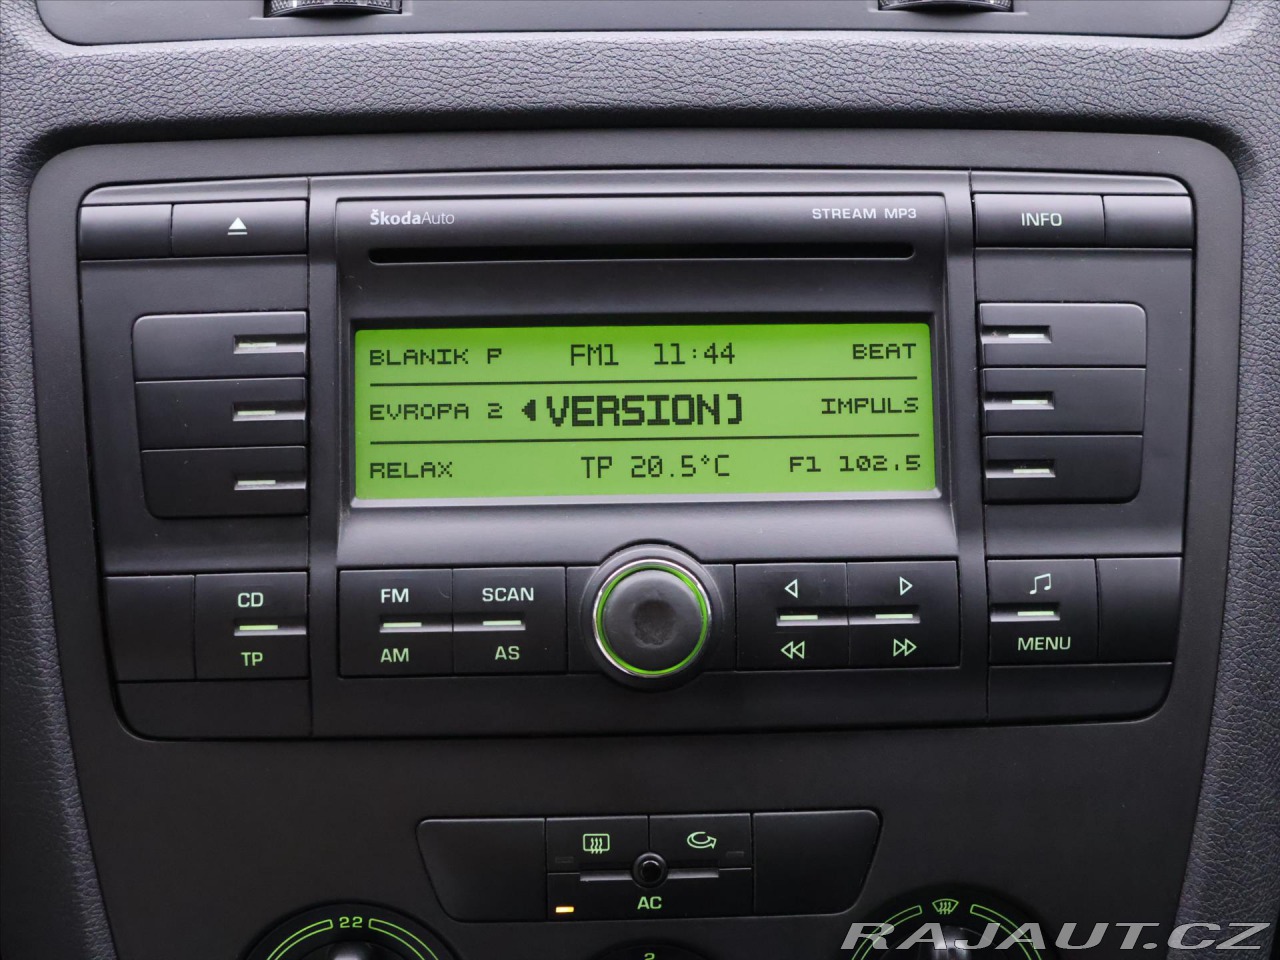 ŠkodaAuto STREAM MP3 INFO
BLANIK P FM1 11:44 BEAT
EVROPA 2 VERSION) IMPULS
RELAX TP 20.5°C F1 102.5
CD FM SCAN
TP AM AS MENU
AC
22
2
RAJAUT.CZ